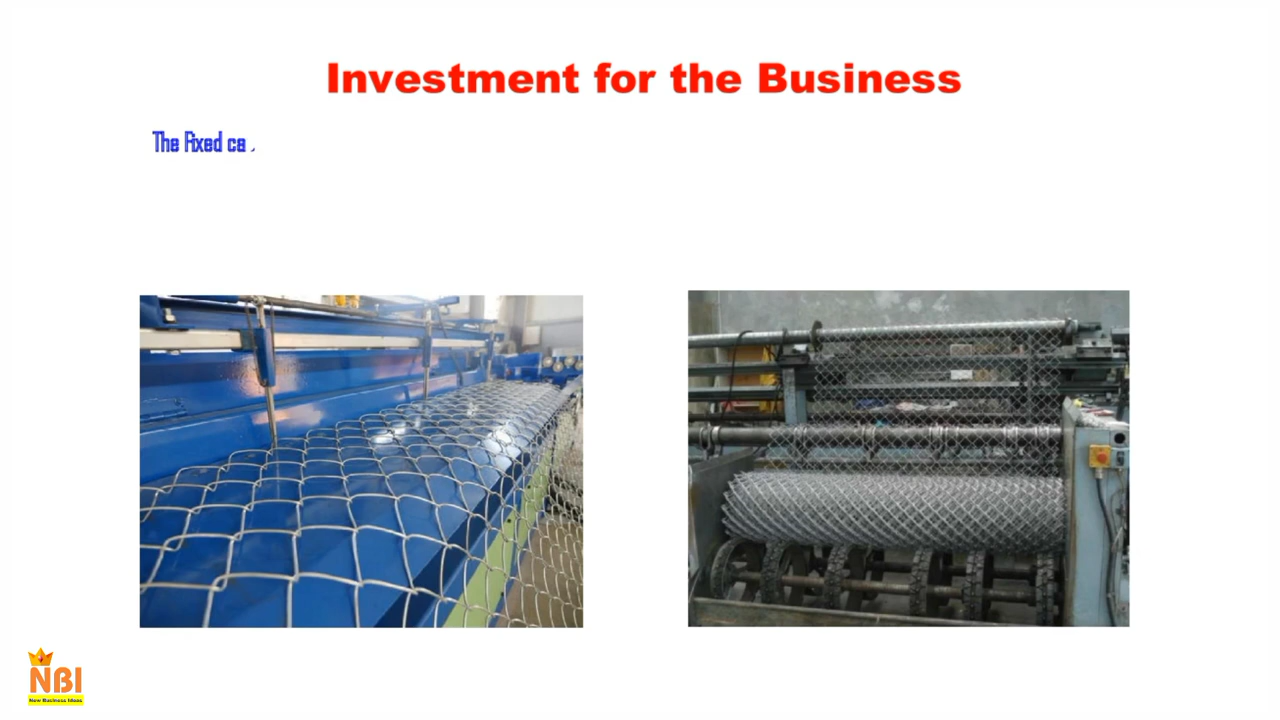 Investment for the Business
The Fixed ca
NBI
New Business Ideas